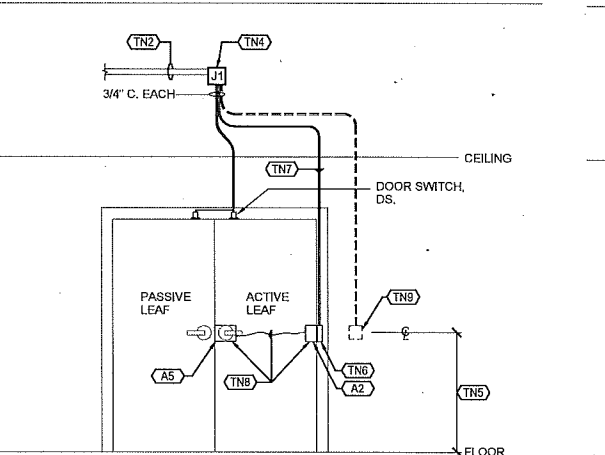 TN2
TN4
J1
3/4" C. EACH
CEILING
TN7
DOOR SWITCH,
DS.
PASSIVE
LEAF
ACTIVE
LEAF
TN9
TN6
A5
TN8
A2
TN5
FLOOR